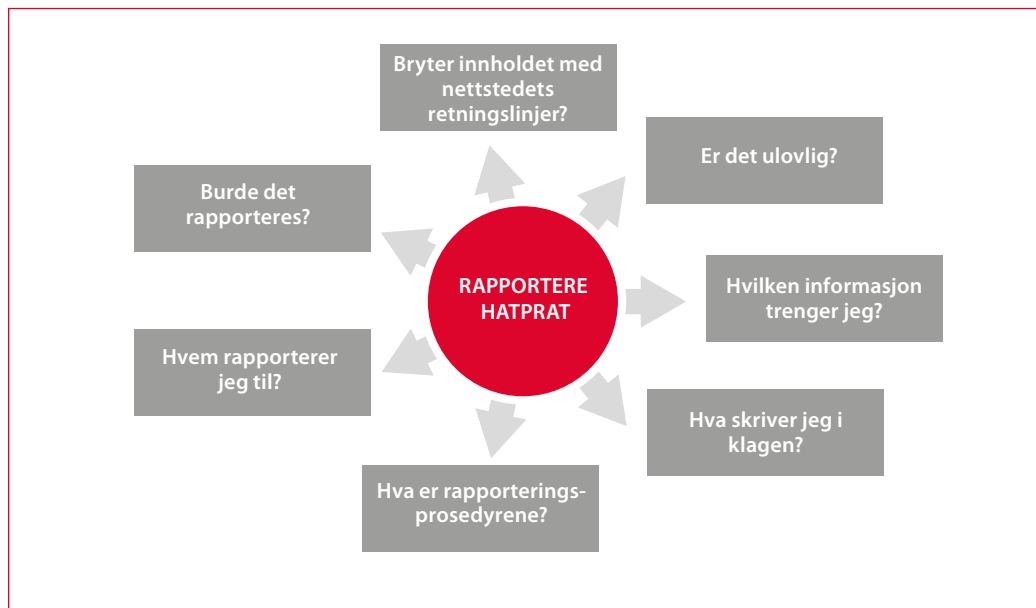 Bryter innholdet med
nettstedets
retningslinjer?
Er det ulovlig?
Burde det
rapporteres?
RAPPORTERE
HATPRAT
Hvilken informasjon
trenger jeg?
Hvem rapporterer
jeg til?
Hva skriver jeg i
klagen?
Hva er rapporterings-
prosedyrene?